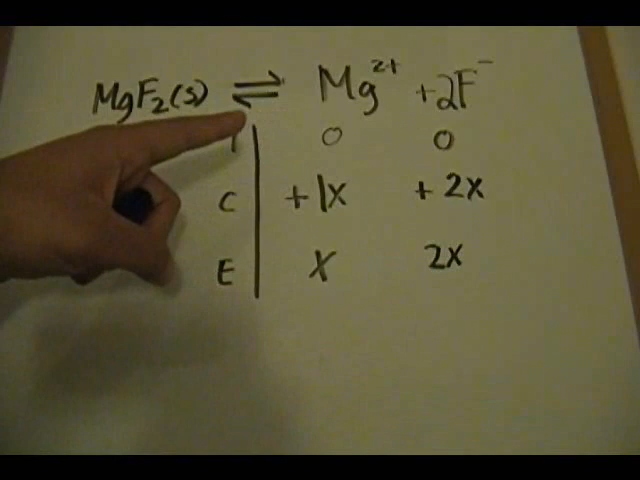 MgF₂(s) ⇌ Mg²⁺ + 2F⁻
I 0 0
C +1x +2x
E x 2x